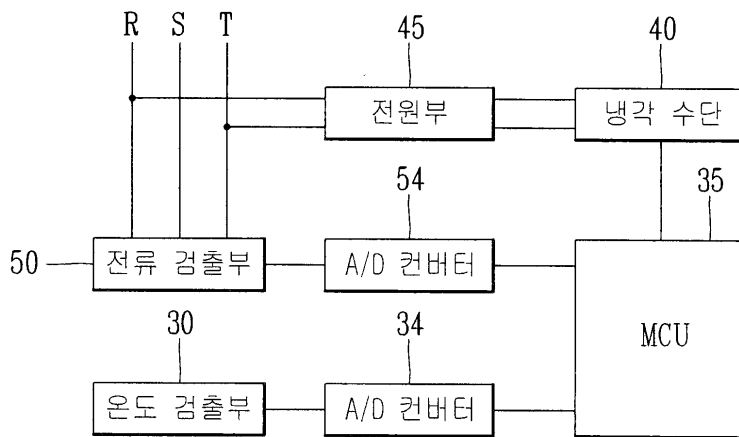 R S T
45
40
전원부
냉각 수단
54
35
50
전류 검출부
A/D 컨버터
MCU
30
34
온도 검출부
A/D 컨버터